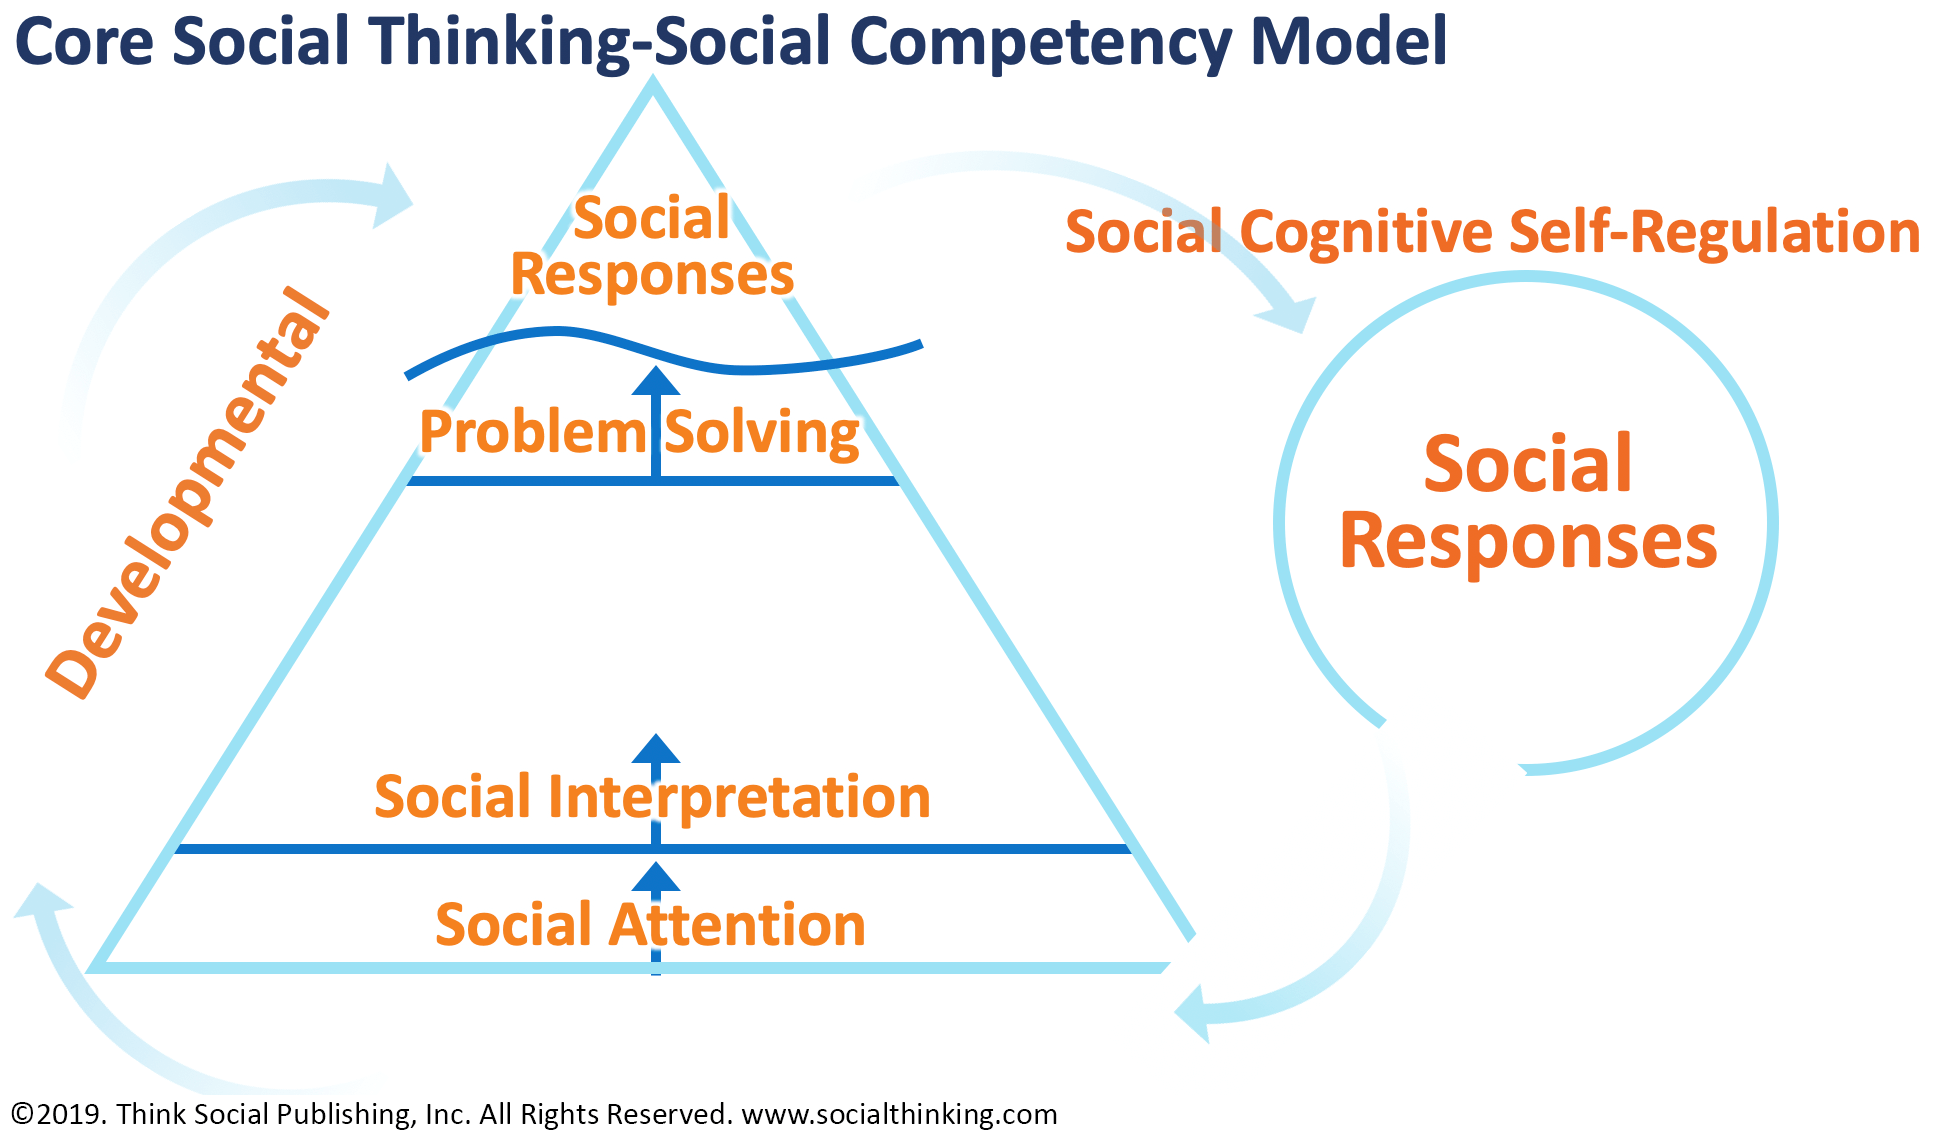 Core Social Thinking-Social Competency Model
Social
Responses
Problem Solving
Social Interpretation
Social Attention
Developmental
Social Cognitive Self-Regulation
Social
Responses
©2019. Think Social Publishing, Inc. All Rights Reserved. www.socialthinking.com